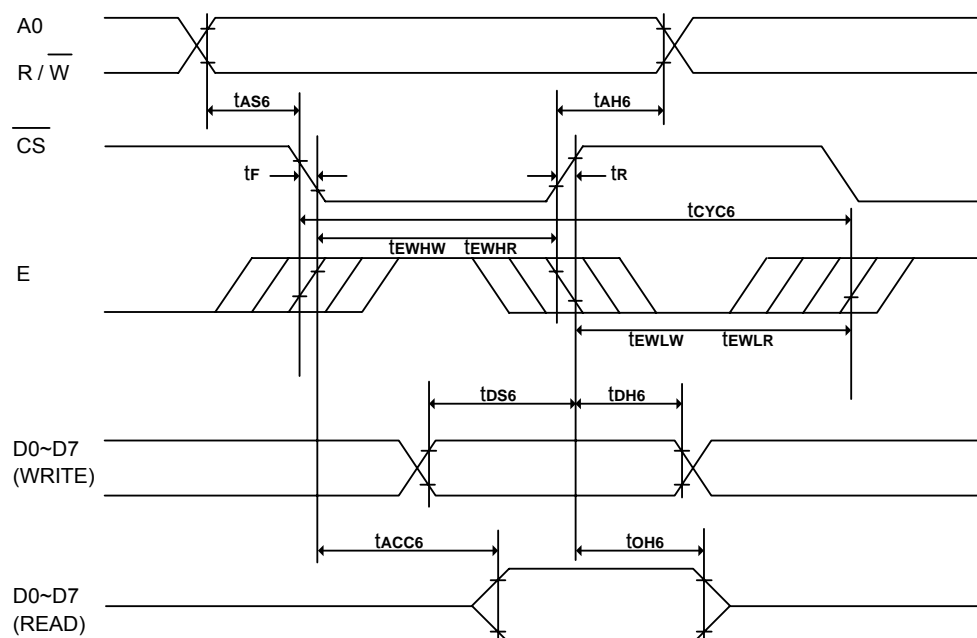 A0
R / W
tAS6 tAH6
CS
tF tR
tCYC6
tEWHW tEWHR
E
tEWLW tEWLR
tDS6 tDH6
D0~D7
(WRITE)
tACC6 tOH6
D0~D7
(READ)